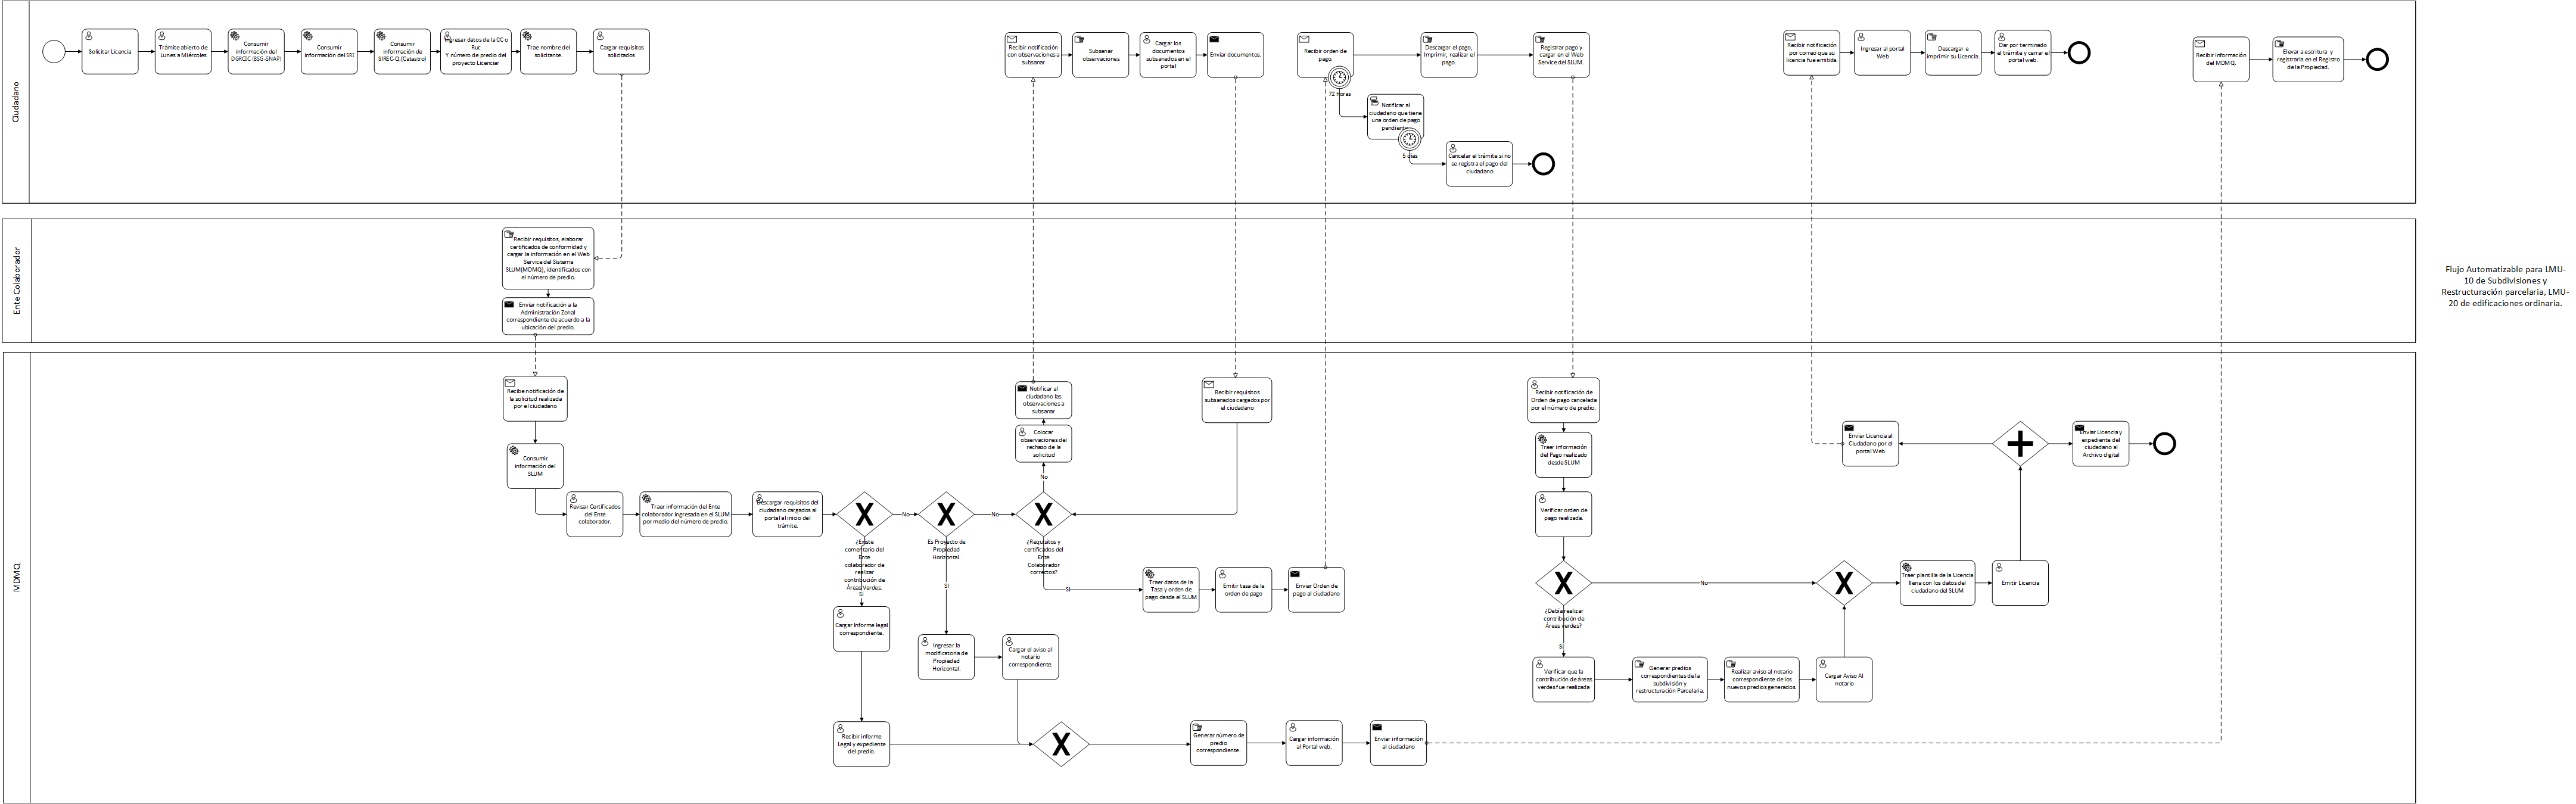 Ciudadano
Solicitar Licencia
Trámite abierto de
Lunes a Miércoles
Consumir
información del
DGRCIC (BSG-SNAP)
Consumir
información del SRI
Consumir
información de
SIREC-Q, (Catastro)
Ingresar datos de la CC o
Ruc
Y número de predio del
proyecto Licenciar
Trae nombre del
solicitante.
Cargar requisitos
solicitados
Recibir notificación
con observaciones a
subsanar
Subsanar
observaciones
Cargar los
documentos
subsanados en el
portal
Enviar documentos.
Recibir orden de
pago.
72 horas
Notificar al
ciudadano que tiene
una orden de pago
pendiente
5 días
Cancelar el trámite si no
se registra el pago del
ciudadano
Descargar el pago,
Imprimir, realizar el
pago.
Registrar pago y
cargar en el Web
Service del SLUM.
Recibir notificación
por correo que su
licencia fue emitida.
Ingresar al portal
Web
Descargar e
imprimir su Licencia.
Dar por terminado
el trámite y cerrar el
portal web.
Recibir información
del MDMQ.
Elevar a escritura y
registrarla en el Registro
de la Propiedad.
Ente Colaborador
Recibir requisitos, elaborar
certificados de conformidad y
cargar la información en el Web
Service del Sistema
SLUM(MDMQ), identificados con
el número de predio.
Enviar notificación a la
Administración Zonal
correspondiente de acuerdo a la
ubicación del predio.
Flujo Automatizable para LMU-
10 de Subdivisiones y
Restructuración parcelaria, LMU-
20 de edificaciones ordinaria.
MDMQ
Recibe notificación de
la solicitud realizada
por el ciudadano
Consumir
información del
SLUM
Revisar Certificados
del Ente
colaborador.
Traer información del Ente
colaborador ingresada en el SLUM
por medio del número de predio.
Descargar requisitos del
ciudadano cargados al
portal al inicio del
trámite.
¿Existe
comentario del
Ente
colaborador de
realizar
contribución de
Áreas Verdes.
No
Si
Es Proyecto de
Propiedad
Horizontal.
No
SI
¿Requisitos y
certificados del
Ente
Colaborador
correctos?
No
SI
Colocar
observaciones del
rechazo de la
solicitud
Notificar al
ciudadano las
observaciones a
subsanar
Recibir requisitos
subsanados cargados por
el ciudadano
Traer datos de la
Tasa y orden de
pago desde el SLUM
Emitir tasa de la
orden de pago
Enviar Orden de
pago al ciudadano
Cargar Informe legal
correspondiente.
Ingresar la
modificatoria de
Propiedad
Horizontal.
Cargar el aviso al
notario
correspondiente.
Recibir informe
Legal y expediente
del predio.
Generar número de
predio
correspondiente.
Cargar información
al Portal web.
Enviar información
al ciudadano
Recibir notificación de
Orden de pago cancelada
por el número de predio.
Traer información
del Pago realizado
desde SLUM
Verificar orden de
pago realizada.
¿Debía realizar
contribución de
Áreas verdes?
No
Si
Verificar que la
contribución de áreas
verdes fue realizada
Generar predios
correspondientes de la
subdivisión y
restructuración Parcelaria.
Realizar aviso al notario
correspondiente de los
nuevos predios generados.
Cargar Aviso Al
notario
Traer plantilla de la Licencia
llena con los datos del
ciudadano del SLUM
Emitir Licencia
Enviar Licencia al
Ciudadano por el
portal Web
Enviar Licencia y
expediente del
ciudadano al
Archivo digital